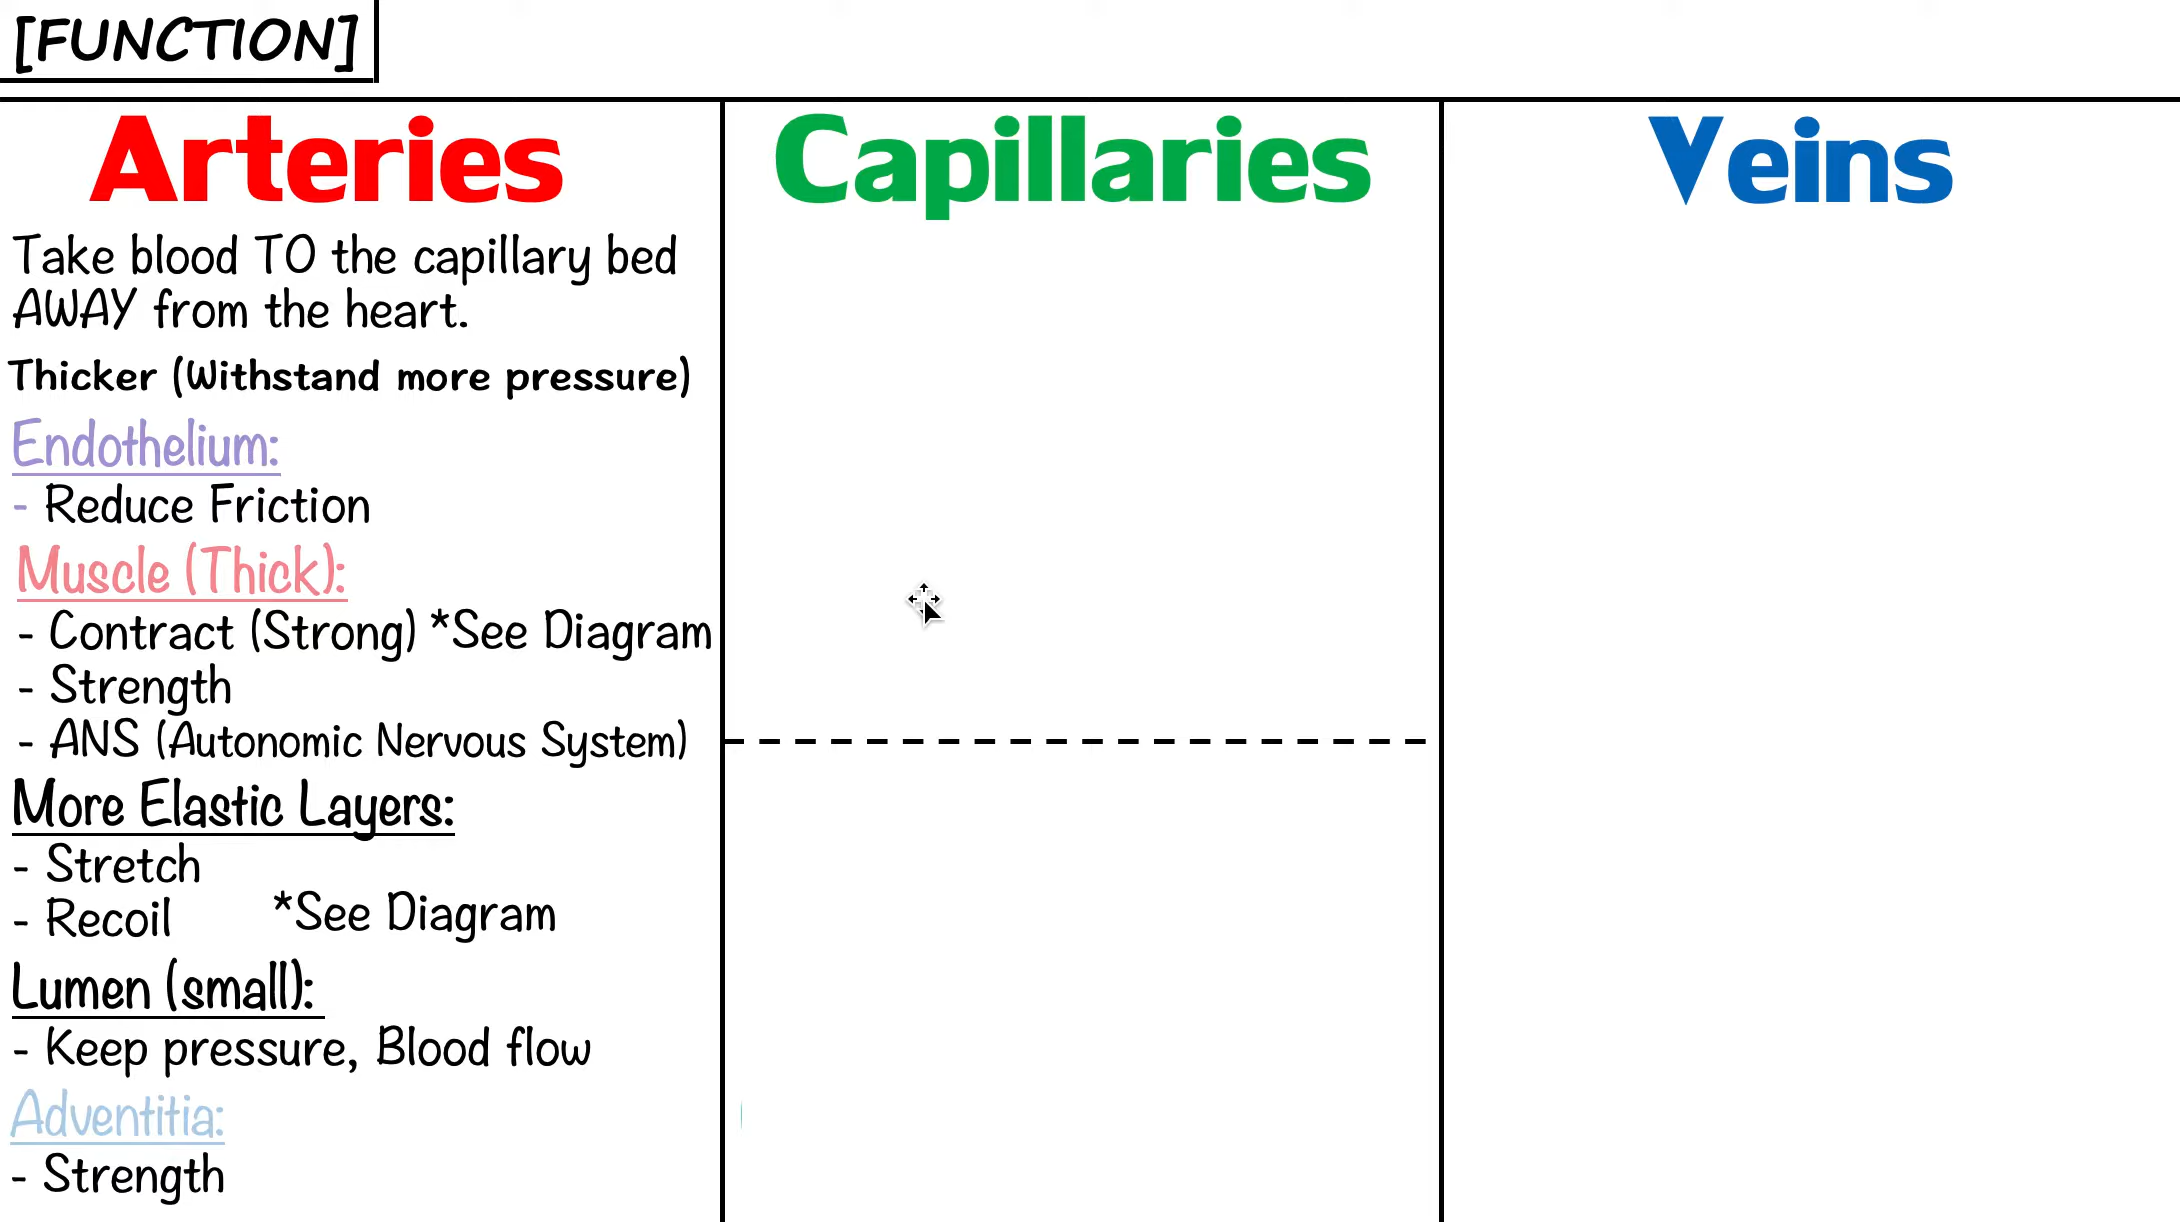 [FUNCTION]
Arteries
Take blood TO the capillary bed
AWAY from the heart.
Thicker (Withstand more pressure)
Endothelium:
- Reduce Friction
Muscle (Thick):
- Contract (Strong) *See Diagram
- Strength
- ANS (Autonomic Nervous System)
More Elastic Layers:
- Stretch
- Recoil *See Diagram
Lumen (small):
- Keep pressure, Blood flow
Adventitia:
- Strength
Capillaries
Veins